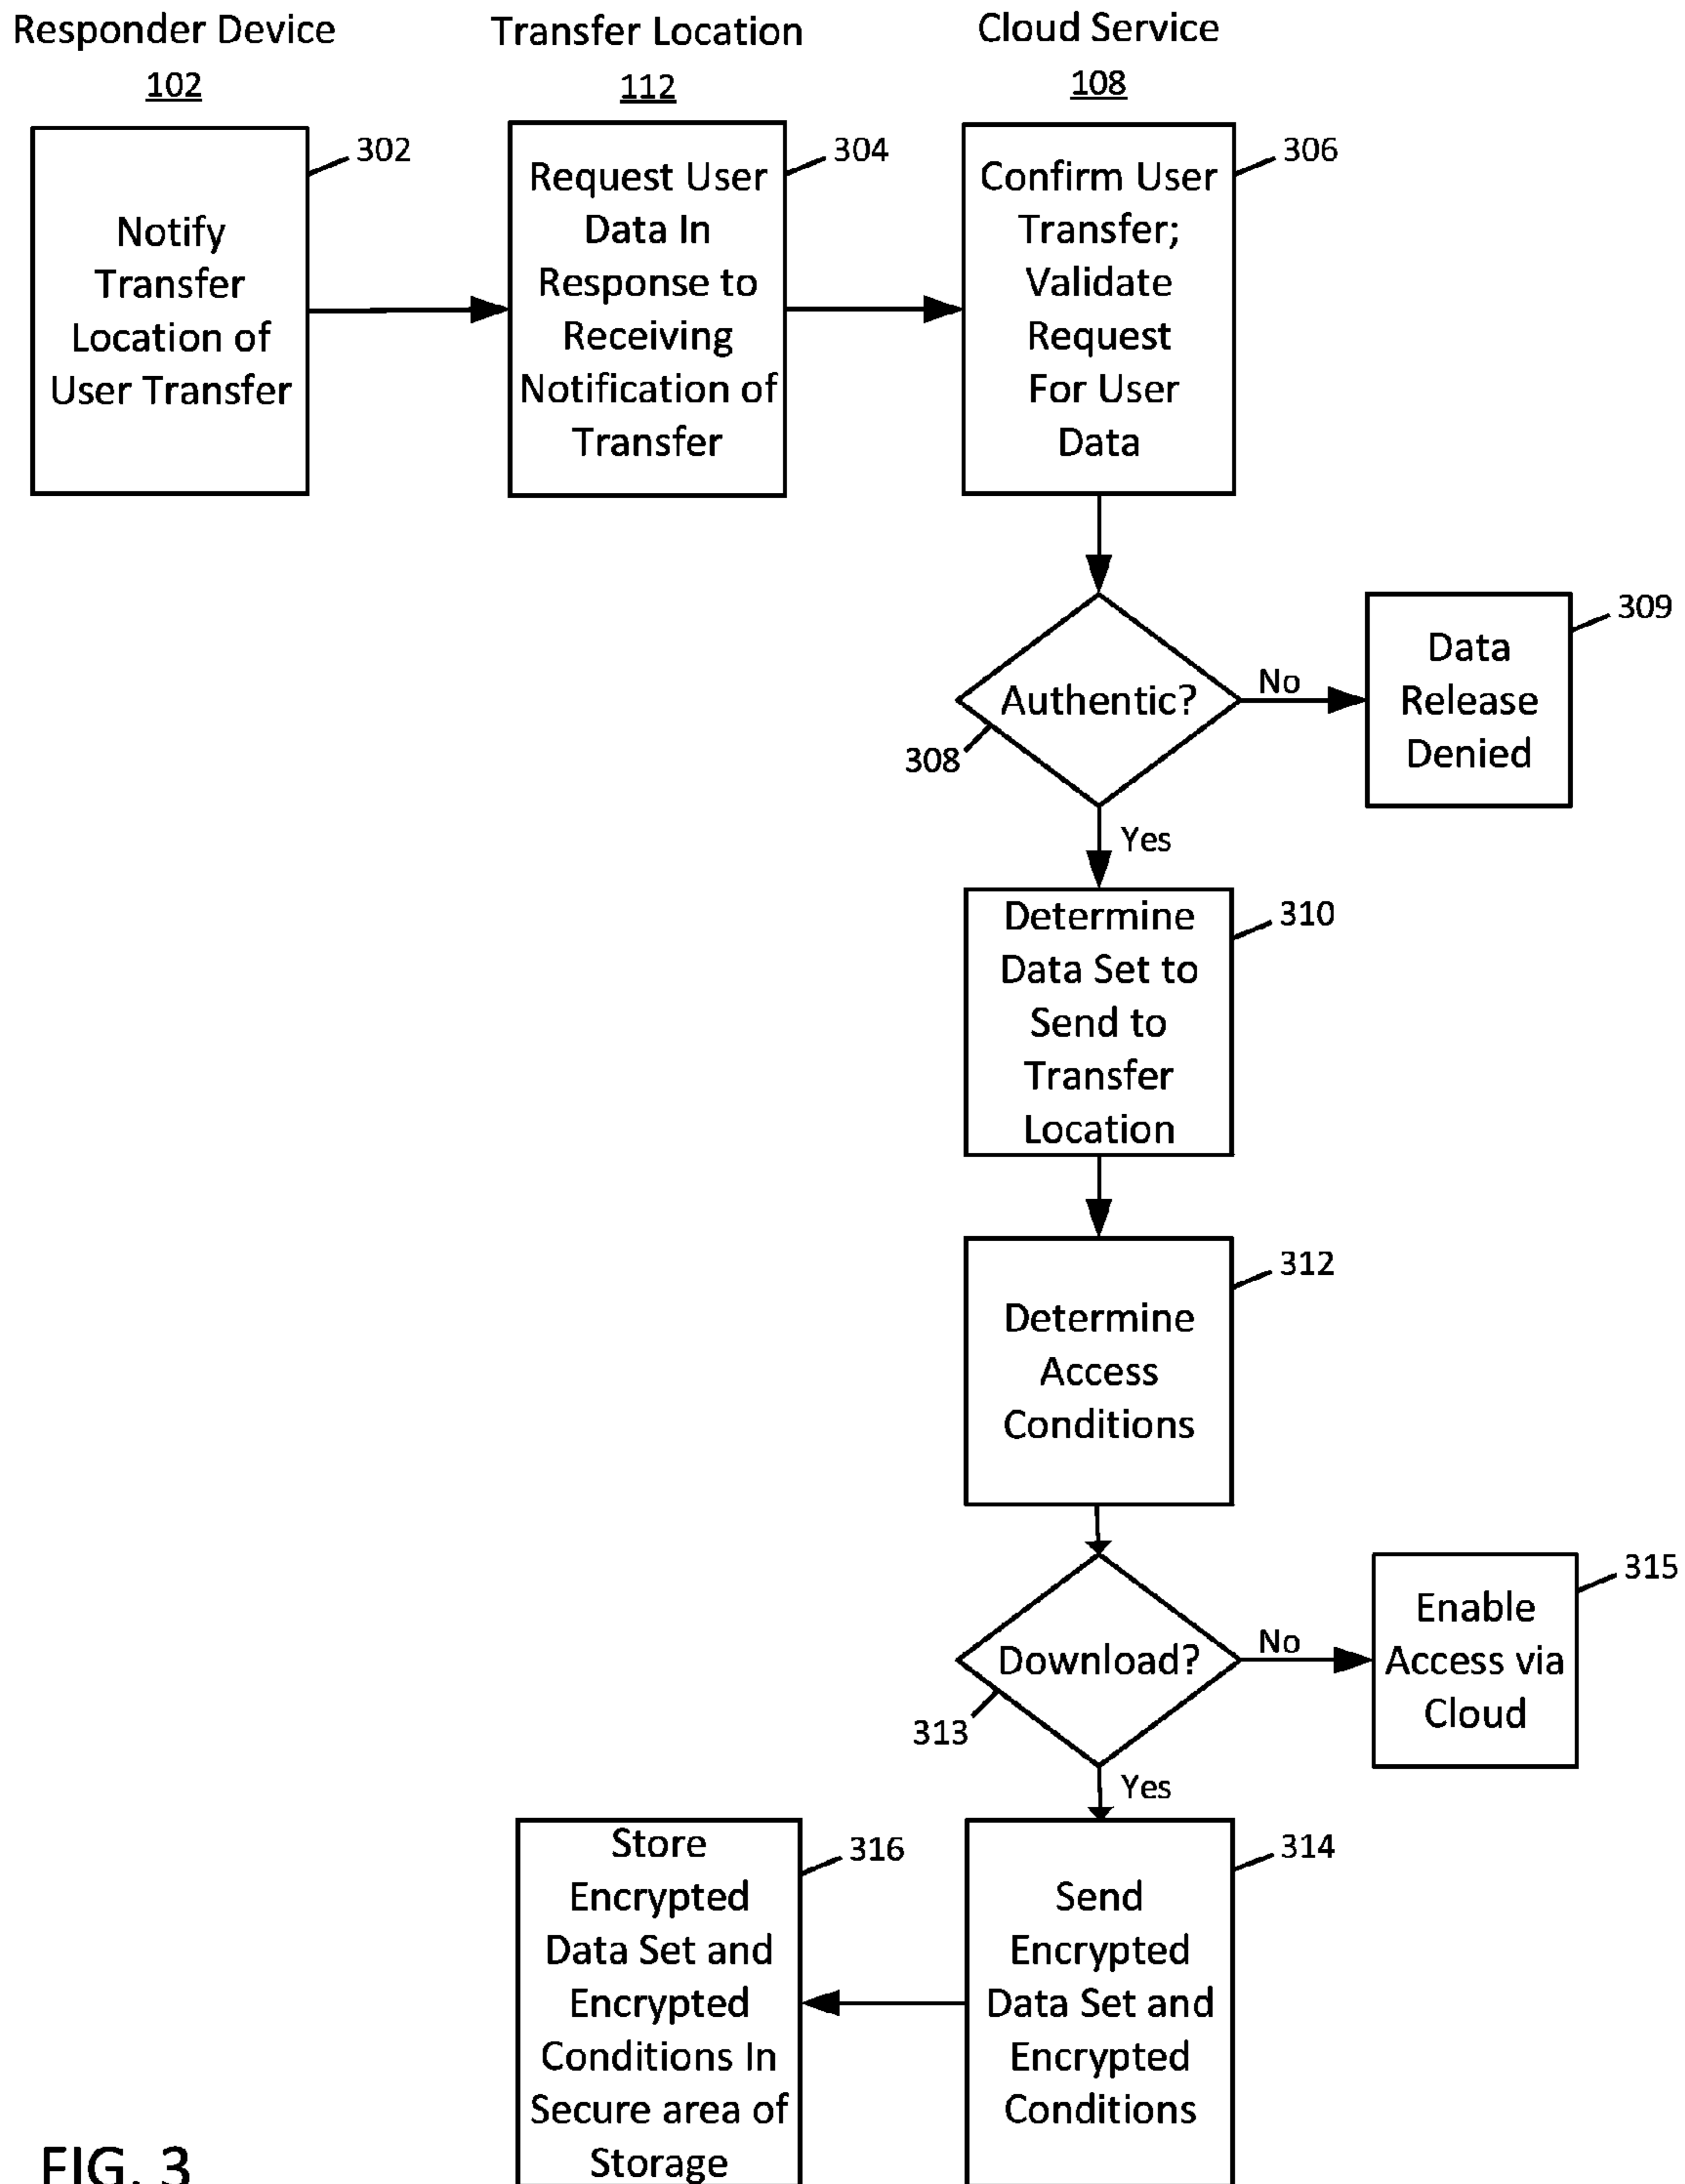 Responder Device
102
Transfer Location
112
Cloud Service
108
302
Notify
Transfer
Location of
User Transfer
304
Request User
Data In
Response to
Receiving
Notification of
Transfer
306
Confirm User
Transfer;
Validate
Request
For User
Data
Authentic?
308
No
309
Data
Release
Denied
Yes
310
Determine
Data Set to
Send to
Transfer
Location
312
Determine
Access
Conditions
Download?
313
No
315
Enable
Access via
Cloud
Yes
314
Send
Encrypted
Data Set and
Encrypted
Conditions
316
Store
Encrypted
Data Set and
Encrypted
Conditions In
Secure area of
Storage
FIG. 3